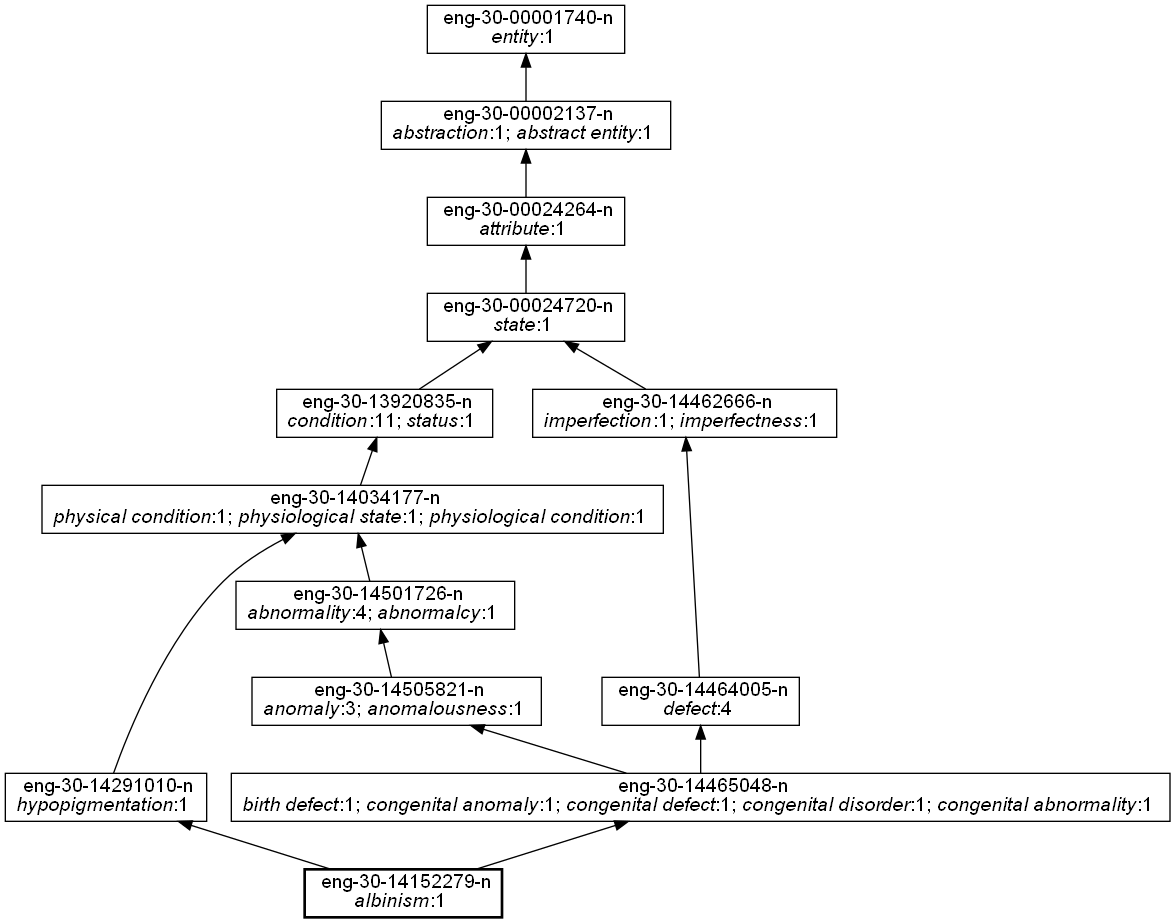 eng-30-00001740-n
entity:1
eng-30-00002137-n
abstraction:1; abstract entity:1
eng-30-00024264-n
attribute:1
eng-30-00024720-n
state:1
eng-30-13920835-n
condition:11; status:1
eng-30-14462666-n
imperfection:1; imperfectness:1
eng-30-14034177-n
physical condition:1; physiological state:1; physiological condition:1
eng-30-14501726-n
abnormality:4; abnormalcy:1
eng-30-14505821-n
anomaly:3; anomalousness:1
eng-30-14464005-n
defect:4
eng-30-14291010-n
hypopigmentation:1
eng-30-14465048-n
birth defect:1; congenital anomaly:1; congenital defect:1; congenital disorder:1; congenital abnormality:1
eng-30-14152279-n
albinism:1